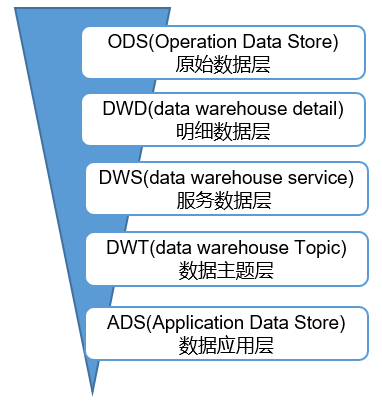 ODS(Operation Data Store)
原始数据层
DWD(data warehouse detail)
明细数据层
DWS(data warehouse service)
服务数据层
DWT(data warehouse Topic)
数据主题层
ADS(Application Data Store)
数据应用层